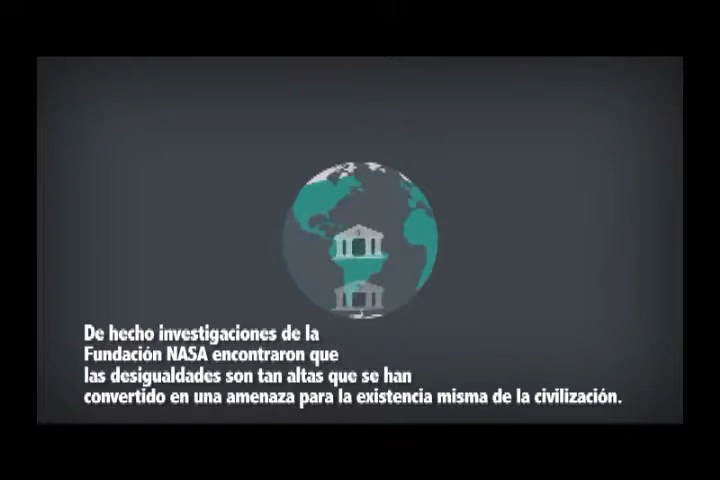 De hecho investigaciones de la
Fundación NASA encontraron que
las desigualdades son tan altas que se han
convertido en una amenaza para la existencia misma de la civilización.